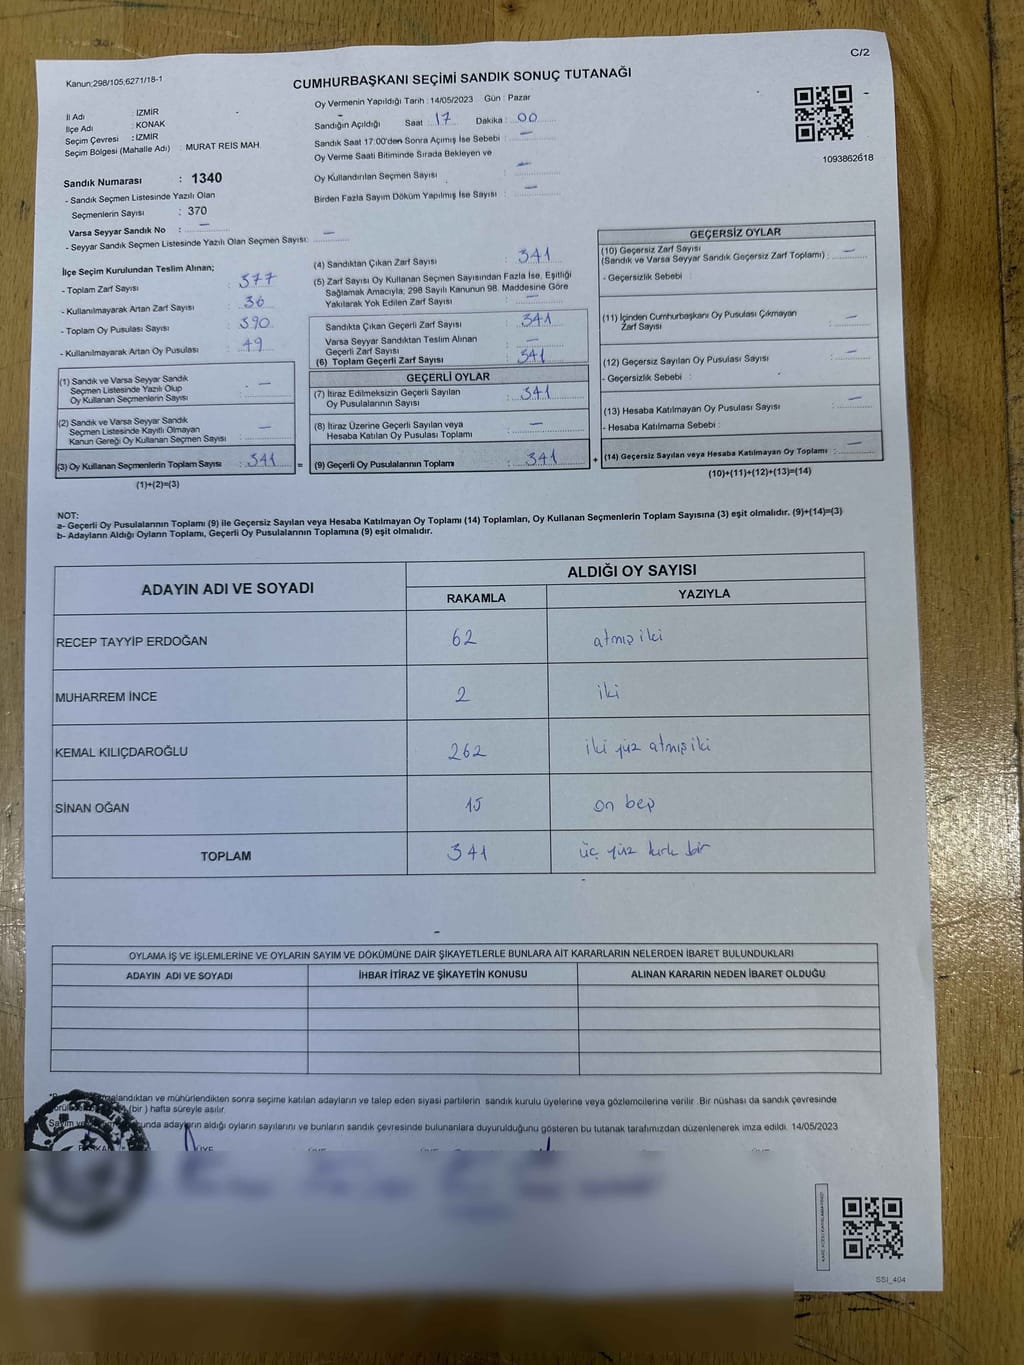 C/2
Kanun:298/105;6271/18-1
CUMHURBAŞKANI SEÇİMİ SANDIK SONUÇ TUTANAĞI
Oy Vermenin Yapıldığı Tarih : 14/05/2023 Gün : Pazar
İl Adı : İZMİR
İlçe Adı : KONAK
Seçim Çevresi : İZMİR
Seçim Bölgesi (Mahalle Adı) : MURAT REİS MAH.
Sandığın Açıldığı Saat : 17 Dakika : 00
Sandık Saat 17:00'den Sonra Açımış İse Sebebi : —
Oy Verme Saati Bitiminde Sırada Bekleyen ve
Oy Kullandırılan Seçmen Sayısı : —
Birden Fazla Sayım Döküm Yapılmış İse Sayısı : —
1093862618
Sandık Numarası : 1340
- Sandık Seçmen Listesinde Yazılı Olan
Seçmenlerin Sayısı : 370
Varsa Seyyar Sandık No : —
- Seyyar Sandık Seçmen Listesinde Yazılı Olan Seçmen Sayısı: —
İlçe Seçim Kurulundan Teslim Alınan;
- Toplam Zarf Sayısı : 377
- Kullanılmayarak Artan Zarf Sayısı : 36
- Toplam Oy Pusulası Sayısı : 390
- Kullanılmayarak Artan Oy Pusulası : 49
(1) Sandık ve Varsa Seyyar Sandık
Seçmen Listesinde Yazılı Olup
Oy Kullanan Seçmenlerin Sayısı : —
(2) Sandık ve Varsa Seyyar Sandık
Seçmen Listesinde Kayıtlı Olmayan
Kanun Gereği Oy Kullanan Seçmen Sayısı : —
(3) Oy Kullanan Seçmenlerin Toplam Sayısı : 341
(1)+(2)=(3)
(4) Sandıktan Çıkan Zarf Sayısı : 341
(5) Zarf Sayısı Oy Kullanan Seçmen Sayısından Fazla İse, Eşitliği
Sağlamak Amacıyla; 298 Sayılı Kanunun 98. Maddesine Göre
Yakılarak Yok Edilen Zarf Sayısı : —
Sandıkta Çıkan Geçerli Zarf Sayısı : 341
Varsa Seyyar Sandıktan Teslim Alınan
Geçerli Zarf Sayısı : —
(6) Toplam Geçerli Zarf Sayısı : 341
GEÇERLİ OYLAR
(7) İtiraz Edilmeksizin Geçerli Sayılan
Oy Pusulalarının Sayısı : 341
(8) İtiraz Üzerine Geçerli Sayılan veya
Hesaba Katılan Oy Pusulası Toplamı : —
= (9) Geçerli Oy Pusulalarının Toplamı : 341 +
GEÇERSİZ OYLAR
(10) Geçersiz Zarf Sayısı
(Sandık ve Varsa Seyyar Sandık Geçersiz Zarf Toplamı) : —
- Geçersizlik Sebebi :
(11) İçinden Cumhurbaşkanı Oy Pusulası Çıkmayan
Zarf Sayısı : —
(12) Geçersiz Sayılan Oy Pusulası Sayısı : —
- Geçersizlik Sebebi :
(13) Hesaba Katılmayan Oy Pusulası Sayısı : —
- Hesaba Katılmama Sebebi :
(14) Geçersiz Sayılan veya Hesaba Katılmayan Oy Toplamı : —
(10)+(11)+(12)+(13)=(14)
NOT:
a- Geçerli Oy Pusulalarının Toplamı (9) ile Geçersiz Sayılan veya Hesaba Katılmayan Oy Toplamı (14) Toplamları, Oy Kullanan Seçmenlerin Toplam Sayısına (3) eşit olmalıdır. (9)+(14)=(3)
b- Adayların Aldığı Oyların Toplamı, Geçerli Oy Pusulalarının Toplamına (9) eşit olmalıdır.
ADAYIN ADI VE SOYADI ALDIĞI OY SAYISI
RAKAMLA YAZIYLA
RECEP TAYYİP ERDOĞAN 62 atmış iki
MUHARREM İNCE 2 iki
KEMAL KILIÇDAROĞLU 262 iki yüz atmış iki
SİNAN OĞAN 15 on beş
TOPLAM 341 üç yüz kırk bir
OYLAMA İŞ VE İŞLEMLERİNE VE OYLARIN SAYIM VE DÖKÜMÜNE DAİR ŞİKAYETLERLE BUNLARA AİT KARARLARIN NELERDEN İBARET BULUNDUKLARI
ADAYIN ADI VE SOYADI İHBAR İTİRAZ VE ŞİKAYETİN KONUSU ALINAN KARARIN NEDEN İBARET OLDUĞU
alandıktan ve mühürlendikten sonra seçime katılan adayların ve talep eden siyasi partilerin sandık kurulu üyelerine veya gözlemcilerine verilir .Bir nüshası da sandık çevresinde
(bir ) hafta süreyle asılır.
Sayım adayların aldığı oyların sayılarını ve bunların sandık çevresinde bulunanlara duyurulduğunu gösteren bu tutanak tarafımızdan düzenlenerek imza edildi. 14/05/2023
SSI_404